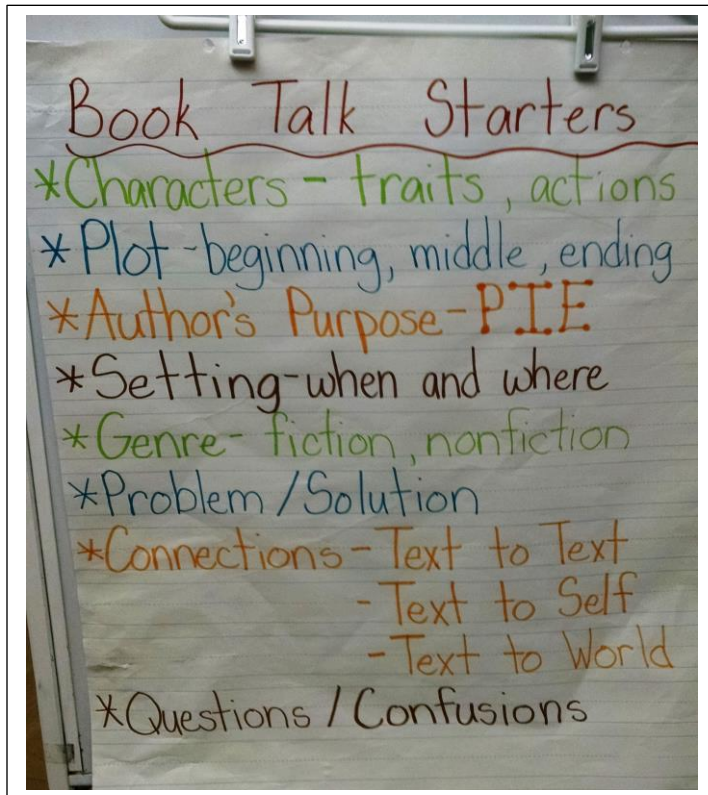 Book Talk Starters
*Characters - traits, actions
*Plot - beginning, middle, ending
*Author's Purpose - PIE
*Setting - when and where
*Genre - fiction, nonfiction
*Problem / Solution
*Connections - Text to Text
- Text to Self
- Text to World
*Questions / Confusions